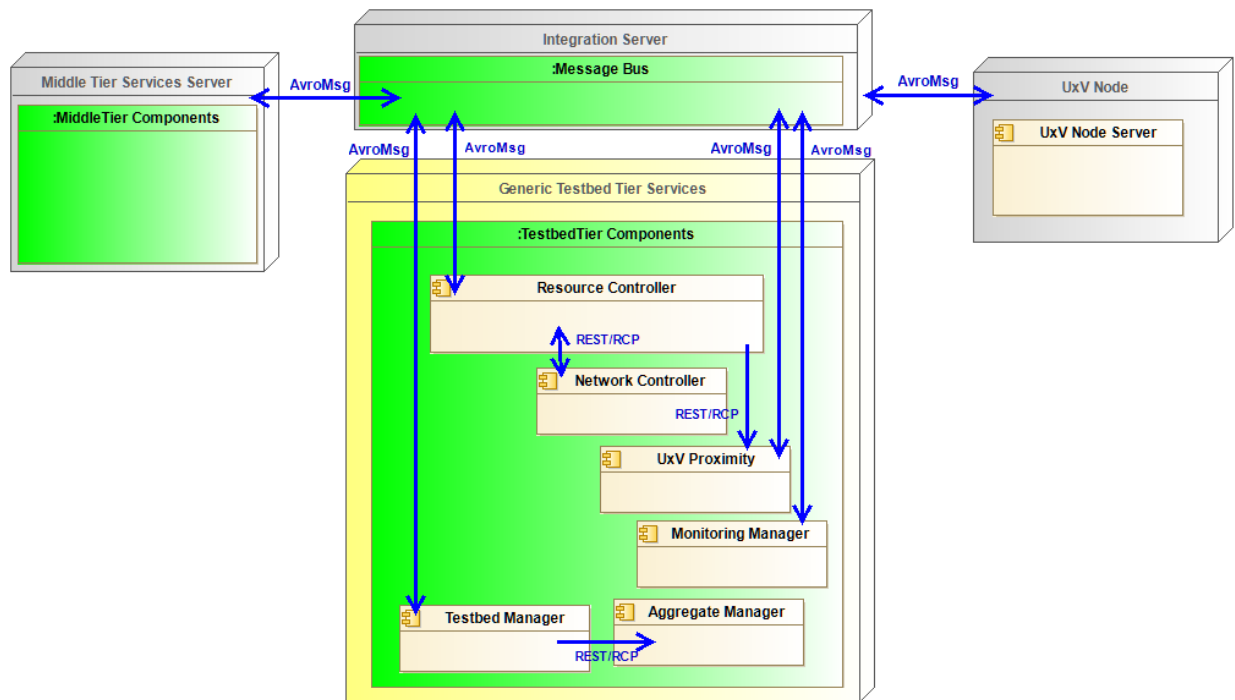 Integration Server
:Message Bus
Middle Tier Services Server
:MiddleTier Components
AvroMsg
AvroMsg
UxV Node
UxV Node Server
AvroMsg
AvroMsg
AvroMsg
AvroMsg
Generic Testbed Tier Services
:TestbedTier Components
Resource Controller
REST/RCP
Network Controller
REST/RCP
UxV Proximity
Monitoring Manager
Testbed Manager
Aggregate Manager
REST/RCP